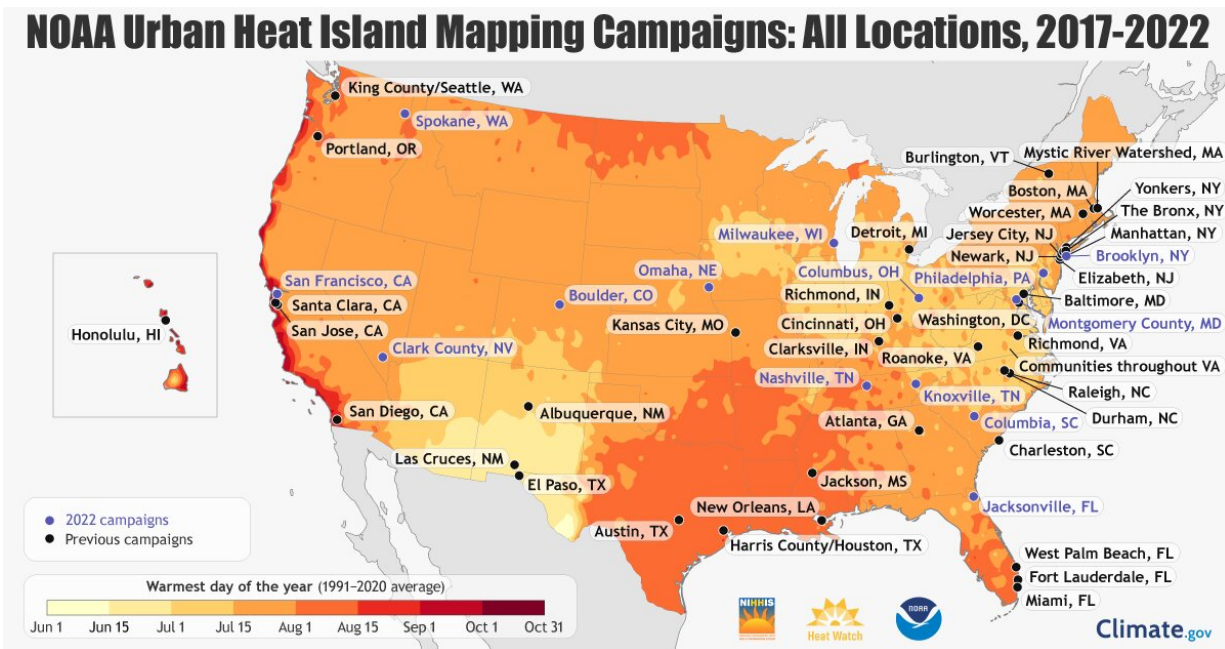 NOAA Urban Heat Island Mapping Campaigns: All Locations, 2017-2022
King County/Seattle, WA
Spokane, WA
Portland, OR
Burlington, VT
Mystic River Watershed, MA
Boston, MA
Yonkers, NY
Worcester, MA
The Bronx, NY
Milwaukee, WI
Detroit, MI
Jersey City, NJ
Manhattan, NY
Newark, NJ
Brooklyn, NY
San Francisco, CA
Omaha, NE
Columbus, OH
Philadelphia, PA
Elizabeth, NJ
Santa Clara, CA
Boulder, CO
Richmond, IN
Baltimore, MD
Honolulu, HI
San Jose, CA
Kansas City, MO
Cincinnati, OH
Washington, DC
Montgomery County, MD
Clark County, NV
Clarksville, IN
Roanoke, VA
Richmond, VA
Communities throughout VA
Nashville, TN
Knoxville, TN
Raleigh, NC
San Diego, CA
Albuquerque, NM
Atlanta, GA
Columbia, SC
Durham, NC
Las Cruces, NM
Charleston, SC
El Paso, TX
Jackson, MS
New Orleans, LA
Jacksonville, FL
Austin, TX
Harris County/Houston, TX
2022 campaigns
Previous campaigns
West Palm Beach, FL
Fort Lauderdale, FL
Miami, FL
Warmest day of the year (1991–2020 average)
Jun 1 Jun 15 Jul 1 Jul 15 Aug 1 Aug 15 Sep 1 Oct 1 Oct 31
NIHHIS
Heat Watch
NOAA
Climate.gov